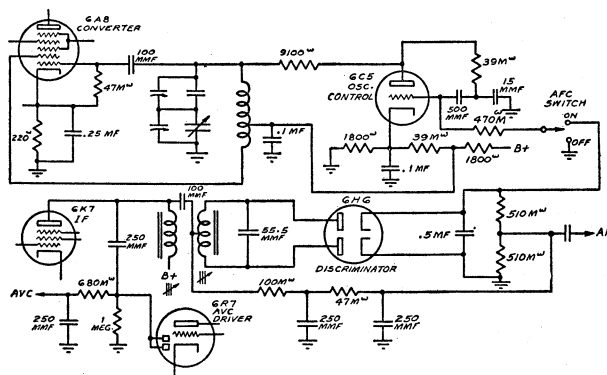 6A8
CONVERTER
100
MMF
47Mω
220ω
.25 MF
9100ω
.1 MF
6C5
OSC.
CONTROL
39Mω
500
MMF
15
MMF
AFC
SWITCH
ON
OFF
470Mω
1800ω
39Mω
B+
1800ω
.1 MF
6K7
IF
100
MMF
250
MMF
B+
55.5
MMF
6H6
DISCRIMINATOR
.5MF
510Mω
510Mω
AVC
680Mω
250
MMF
1
MEG.
6R7
AVC
DRIVER
100Mω
47Mω
250
MMF
250
MMF